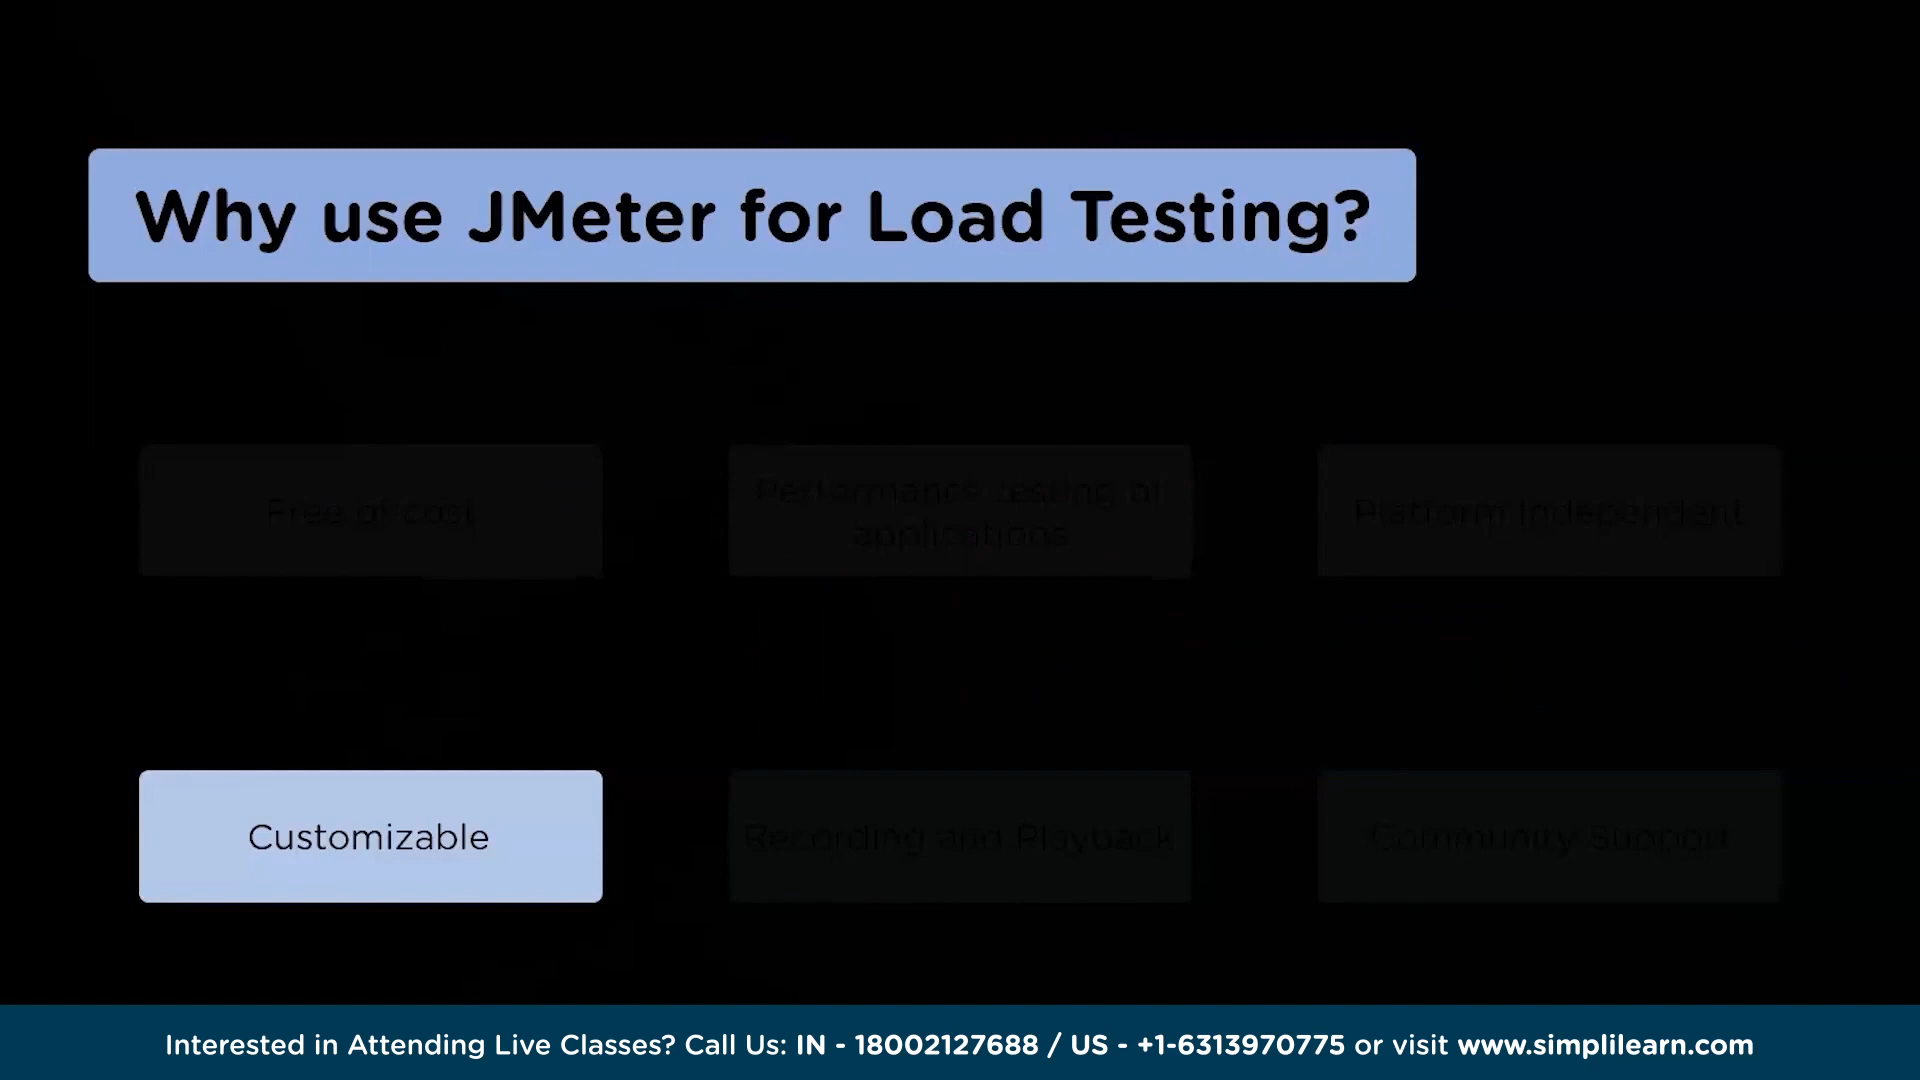 Why use JMeter for Load Testing?
Free of cost
Performance testing of
applications
Platform Independent
Customizable
Recording and Playback
Community Support
Interested in Attending Live Classes? Call Us: IN - 18002127688 / US - +1-6313970775 or visit www.simplilearn.com